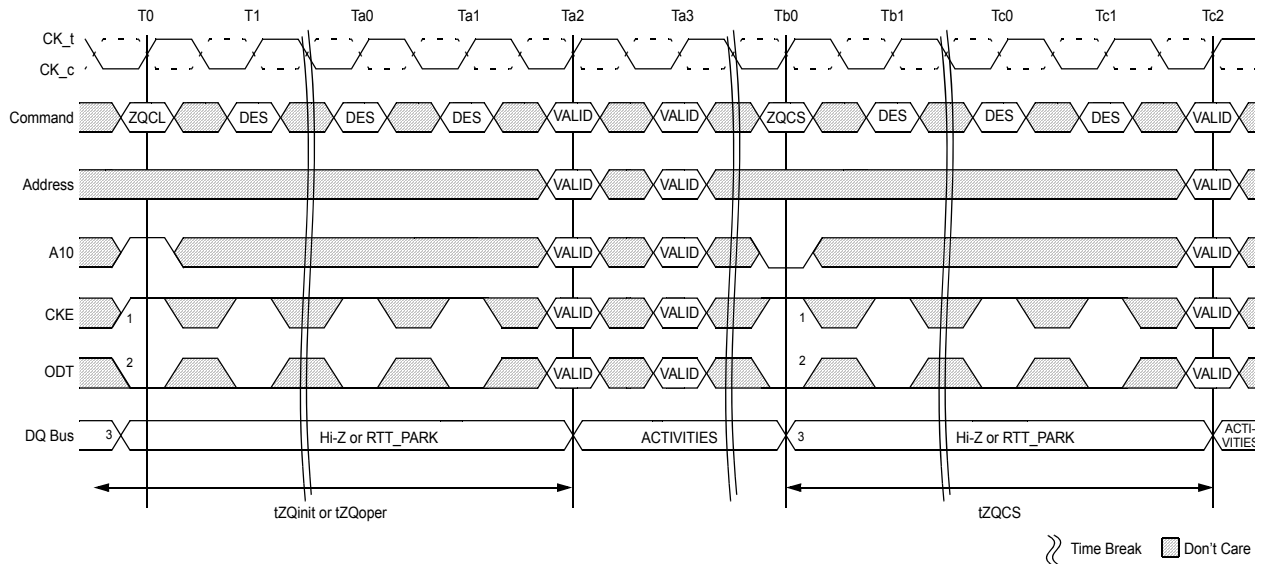 T0 T1 Ta0 Ta1 Ta2 Ta3 Tb0 Tb1 Tc0 Tc1 Tc2
CK_t
CK_c
Command ZQCL DES DES DES VALID VALID ZQCS DES DES DES VALID
Address VALID VALID VALID
A10 VALID VALID VALID
CKE 1 VALID VALID 1 VALID
ODT 2 VALID VALID 2 VALID
DQ Bus 3 Hi-Z or RTT_PARK ACTIVITIES 3 Hi-Z or RTT_PARK ACTI-
VITIES
tZQinit or tZQoper tZQCS
Time Break Don't Care